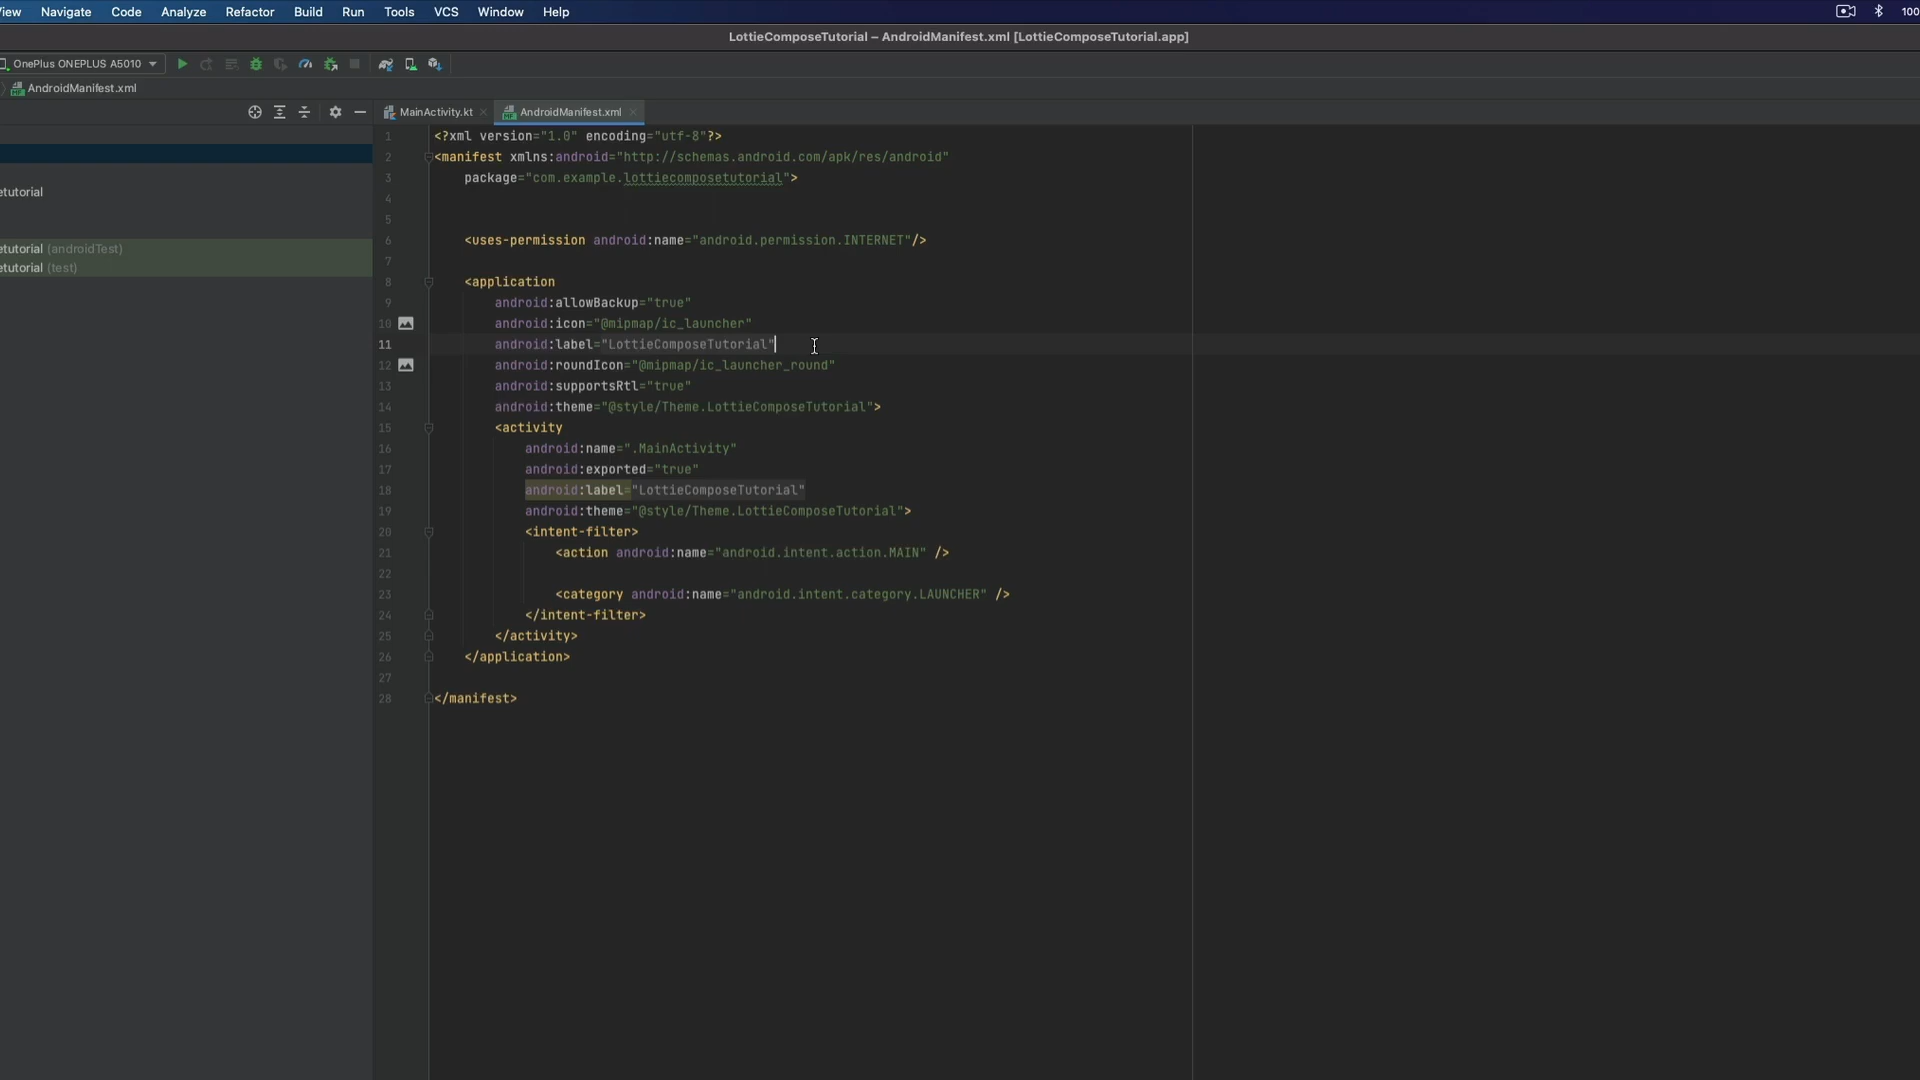 View Navigate Code Analyze Refactor Build Run Tools VCS Window Help 100
LottieComposeTutorial – AndroidManifest.xml [LottieComposeTutorial.app]
OnePlus ONEPLUS A5010
AndroidManifest.xml
MainActivity.kt AndroidManifest.xml
etutorial
etutorial (androidTest)
etutorial (test)
1 <?xml version="1.0" encoding="utf-8"?>
2 <manifest xmlns:android="http://schemas.android.com/apk/res/android"
3 package="com.example.lottiecomposetutorial">
4
5
6 <uses-permission android:name="android.permission.INTERNET"/>
7
8 <application
9 android:allowBackup="true"
10 android:icon="@mipmap/ic_launcher"
11 android:label="LottieComposeTutorial"
12 android:roundIcon="@mipmap/ic_launcher_round"
13 android:supportsRtl="true"
14 android:theme="@style/Theme.LottieComposeTutorial">
15 <activity
16 android:name=".MainActivity"
17 android:exported="true"
18 android:label="LottieComposeTutorial"
19 android:theme="@style/Theme.LottieComposeTutorial">
20 <intent-filter>
21 <action android:name="android.intent.action.MAIN" />
22
23 <category android:name="android.intent.category.LAUNCHER" />
24 </intent-filter>
25 </activity>
26 </application>
27
28 </manifest>